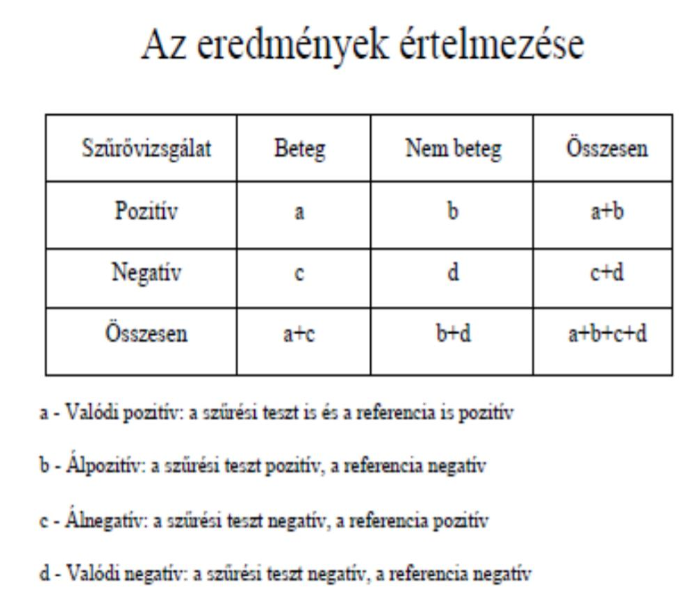 Az eredmények értelmezése
Szűrővizsgálat Beteg Nem beteg Összesen
Pozitív a b a+b
Negatív c d c+d
Összesen a+c b+d a+b+c+d
a - Valódi pozitív: a szűrési teszt is és a referencia is pozitív
b - Álpozitív: a szűrési teszt pozitív, a referencia negatív
c - Álnegatív: a szűrési teszt negatív, a referencia pozitív
d - Valódi negatív: a szűrési teszt negatív, a referencia negatív